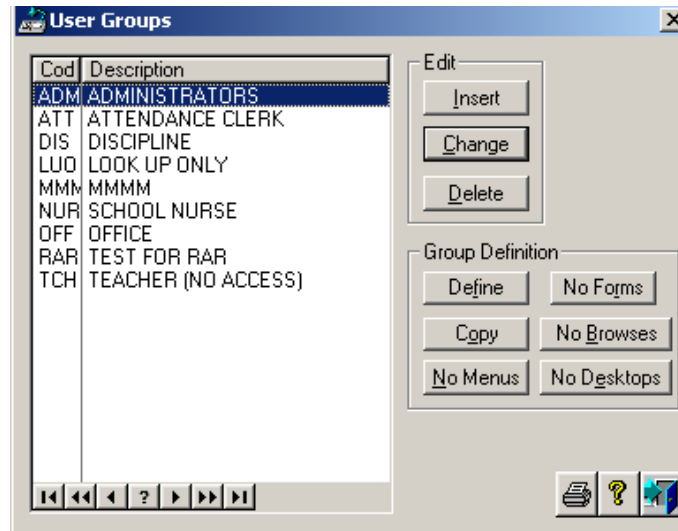 User Groups
Cod Description
ADM ADMINISTRATORS
ATT ATTENDANCE CLERK
DIS DISCIPLINE
LUO LOOK UP ONLY
MMM MMMM
NUR SCHOOL NURSE
OFF OFFICE
RAR TEST FOR RAR
TCH TEACHER (NO ACCESS)
?
Edit
Insert
Change
Delete
Group Definition
Define No Forms
Copy No Browses
No Menus No Desktops
?